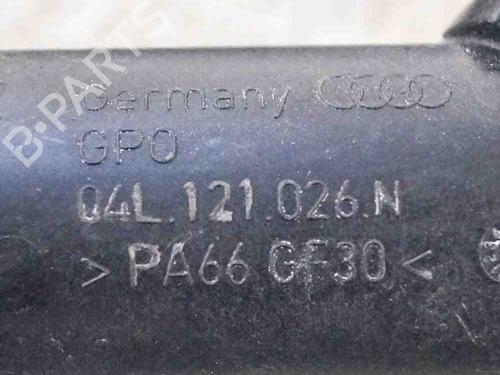 Germany
GPO
04L.121.026.N
> PA66 GF30 <
B-PARTS